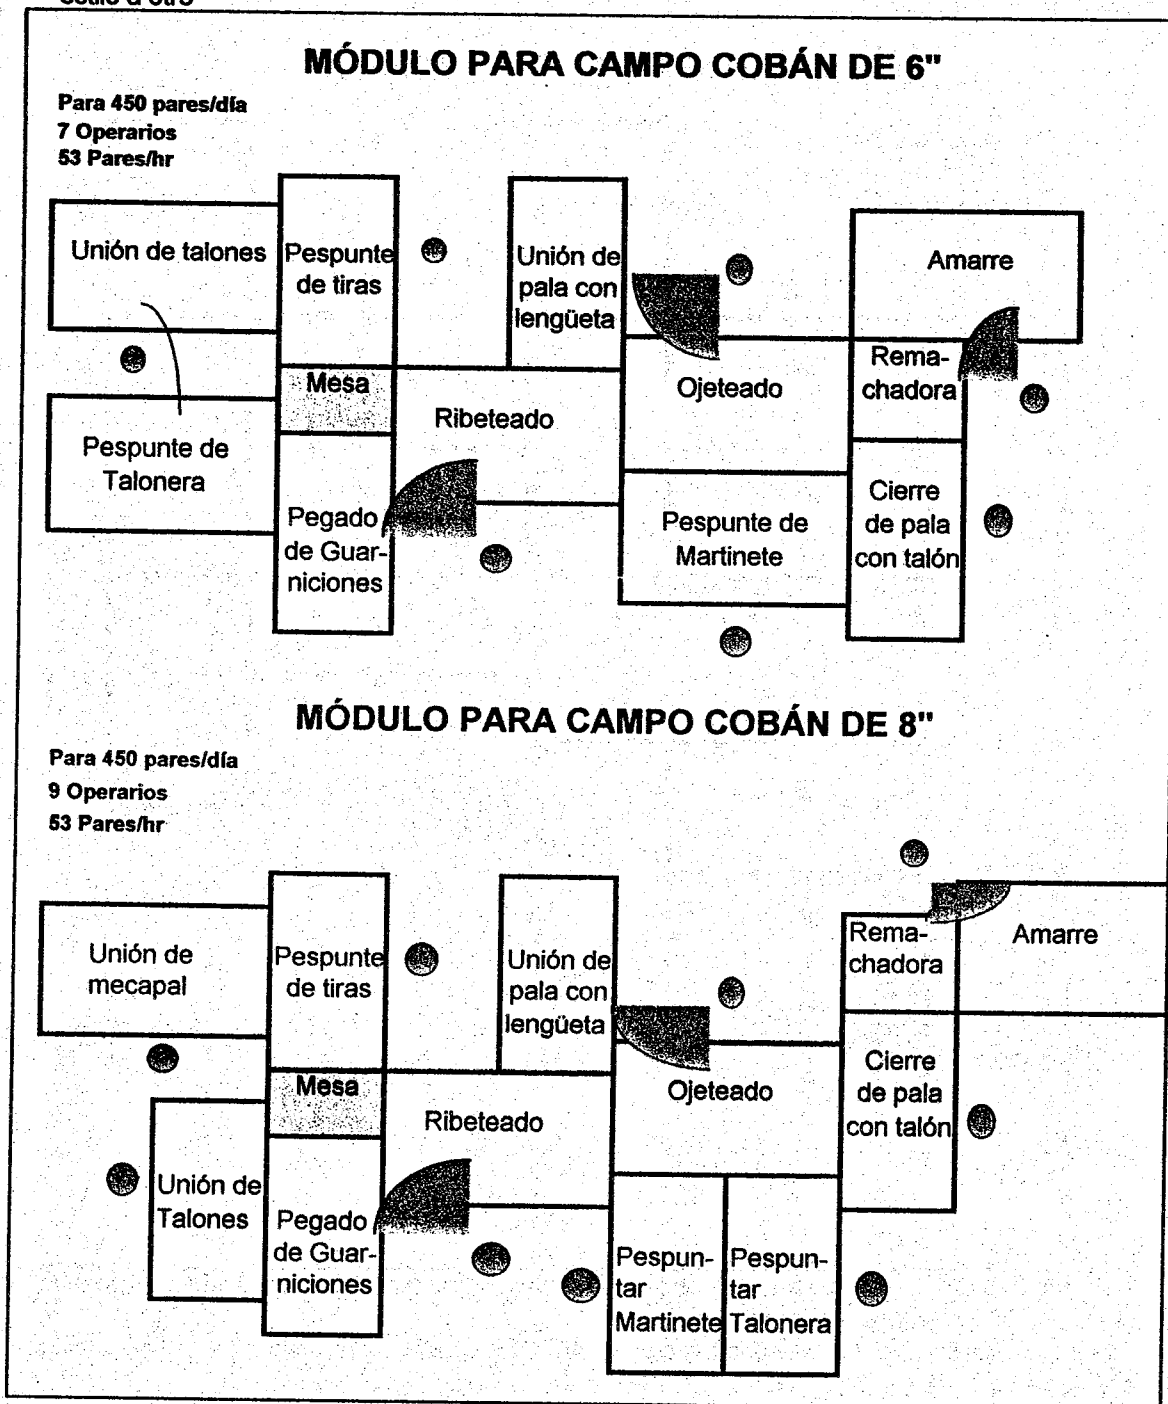 estilo a otro
MÓDULO PARA CAMPO COBÁN DE 6"
Para 450 pares/día
7 Operarios
53 Pares/hr
Unión de talones
Pespunte
de tiras
Unión de
pala con
lengüeta
Amarre
Mesa
Ribeteado
Ojeteado
Rema-
chadora
Pespunte de
Talonera
Pegado
de Guar-
niciones
Pespunte de
Martinete
Cierre
de pala
con talón
MÓDULO PARA CAMPO COBÁN DE 8"
Para 450 pares/día
9 Operarios
53 Pares/hr
Unión de
mecapal
Pespunte
de tiras
Unión de
pala con
lengüeta
Rema-
chadora
Amarre
Mesa
Ribeteado
Ojeteado
Cierre
de pala
con talón
Unión de
Talones
Pegado
de Guar-
niciones
Pespun-
tar
Martinete
Pespun-
tar
Talonera